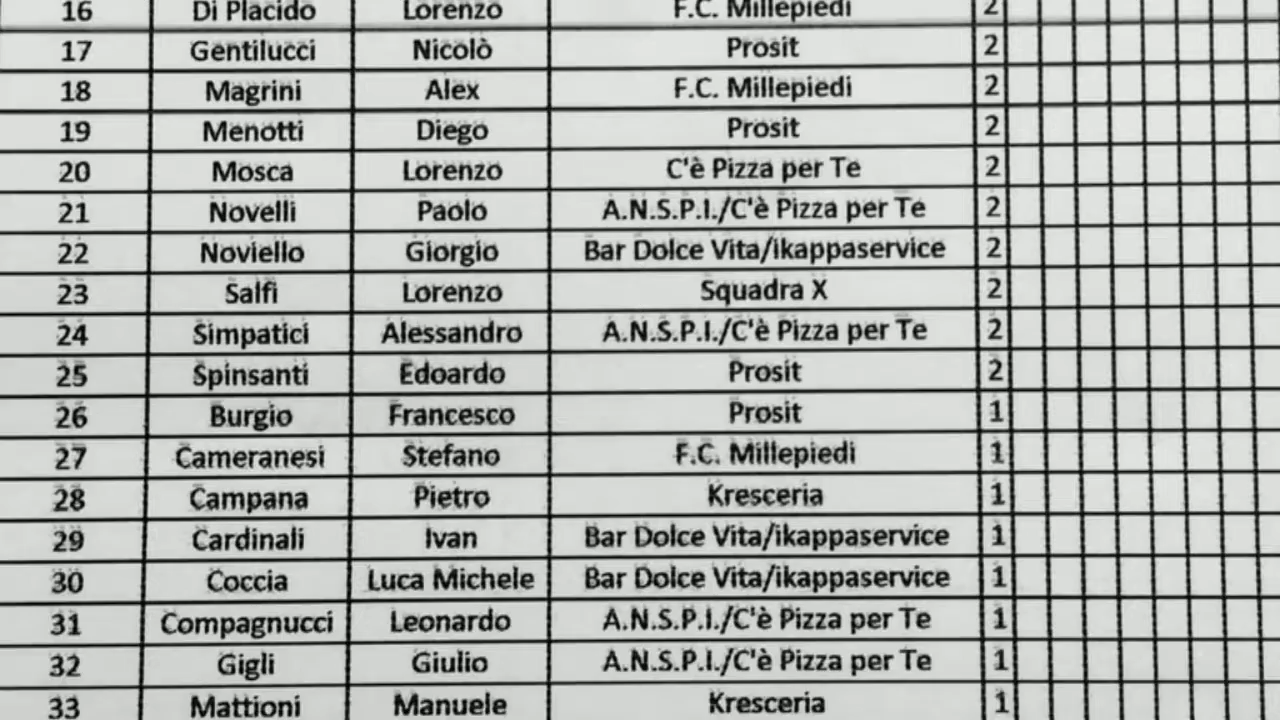 16 Di Placido Lorenzo F.C. Millepiedi 2
17 Gentilucci Nicolò Prosit 2
18 Magrini Alex F.C. Millepiedi 2
19 Menotti Diego Prosit 2
20 Mosca Lorenzo C'è Pizza per Te 2
21 Novelli Paolo A.N.S.P.I./C'è Pizza per Te 2
22 Noviello Giorgio Bar Dolce Vita/ikappaservice 2
23 Salfi Lorenzo Squadra X 2
24 Simpatici Alessandro A.N.S.P.I./C'è Pizza per Te 2
25 Spinsanti Edoardo Prosit 2
26 Burgio Francesco Prosit 1
27 Cameranesi Stefano F.C. Millepiedi 1
28 Campana Pietro Kresceria 1
29 Cardinali Ivan Bar Dolce Vita/ikappaservice 1
30 Coccia Luca Michele Bar Dolce Vita/ikappaservice 1
31 Compagnucci Leonardo A.N.S.P.I./C'è Pizza per Te 1
32 Gigli Giulio A.N.S.P.I./C'è Pizza per Te 1
33 Mattioni Manuele Kresceria 1